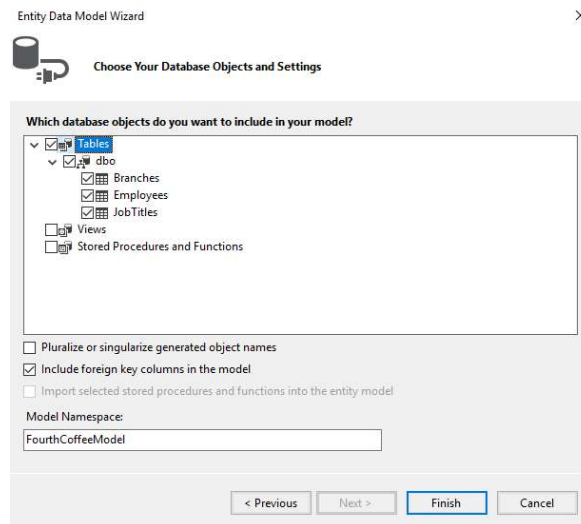 Entity Data Model Wizard
Choose Your Database Objects and Settings
Which database objects do you want to include in your model?
Tables
dbo
Branches
Employees
JobTitles
Views
Stored Procedures and Functions
Pluralize or singularize generated object names
Include foreign key columns in the model
Import selected stored procedures and functions into the entity model
Model Namespace:
FourthCoffeeModel
< Previous Next > Finish Cancel